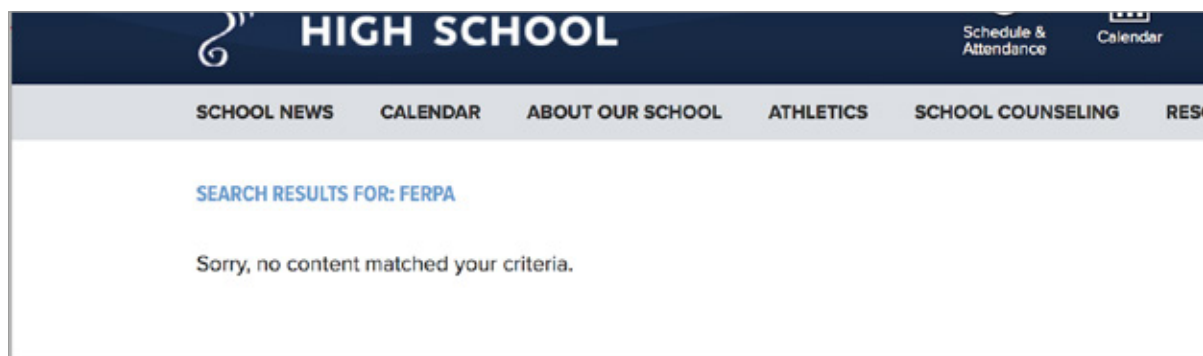 HIGH SCHOOL
Schedule &
Attendance
Calendar
SCHOOL NEWS CALENDAR ABOUT OUR SCHOOL ATHLETICS SCHOOL COUNSELING RES
SEARCH RESULTS FOR: FERPA
Sorry, no content matched your criteria.